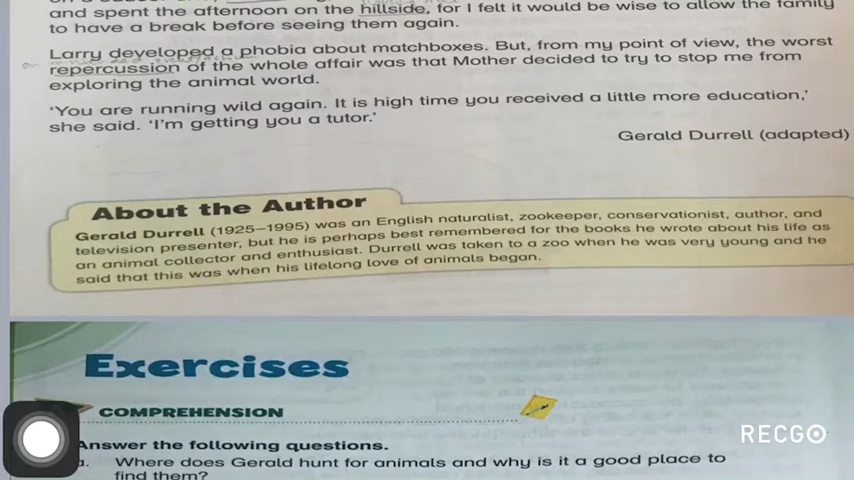 and spent the afternoon on the hillside, for I felt it would be wise to allow the family
to have a break before seeing them again.
Larry developed a phobia about matchboxes. But, from my point of view, the worst
repercussion of the whole affair was that Mother decided to try to stop me from
exploring the animal world.
‘You are running wild again. It is high time you received a little more education,’
she said. ‘I’m getting you a tutor.’
Gerald Durrell (adapted)
About the Author
Gerald Durrell (1925–1995) was an English naturalist, zookeeper, conservationist, author, and
television presenter, but he is perhaps best remembered for the books he wrote about his life as
an animal collector and enthusiast. Durrell was taken to a zoo when he was very young and he
said that this was when his lifelong love of animals began.
Exercises
COMPREHENSION
Answer the following questions.
a. Where does Gerald hunt for animals and why is it a good place to
find them?
RECGO